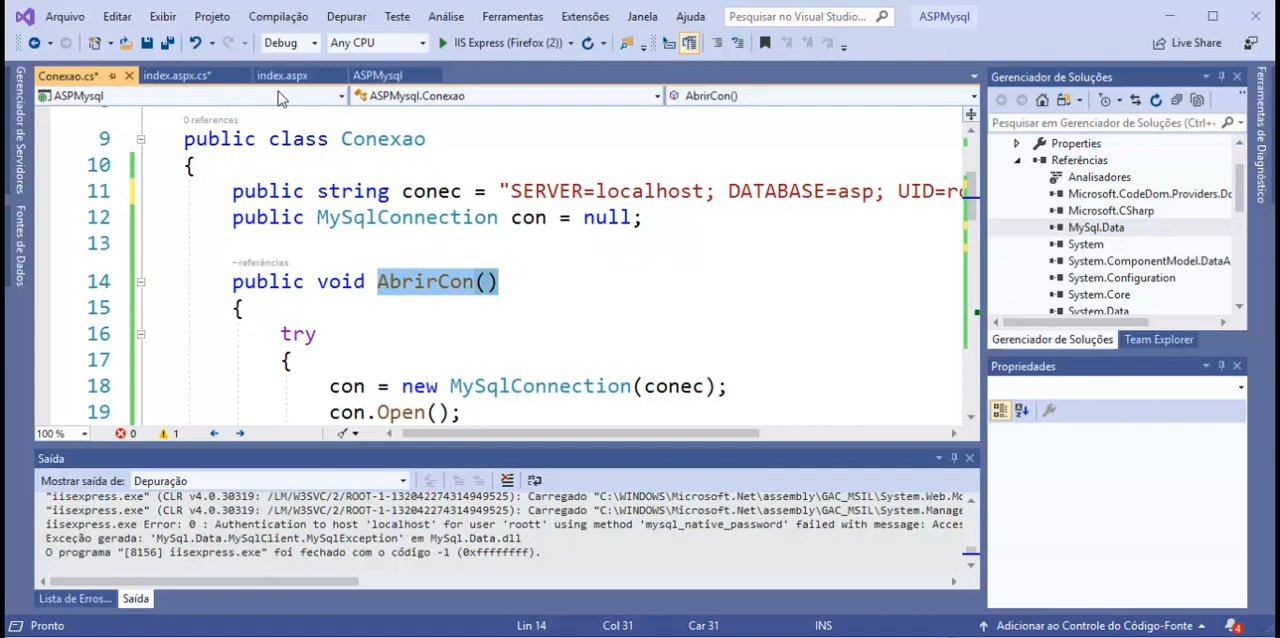 Arquivo Editar Exibir Projeto Compilação Depurar Teste Análise Ferramentas Extensões Janela Ajuda Pesquisar no Visual Studio... ASPMysql
Debug Any CPU IIS Express (Firefox (2)) Live Share
Gerenciador de Servidores
Fontes de Dados
Conexao.cs* index.aspx.cs* index.aspx ASPMysql
ASPMysql ASPMysql.Conexao AbrirCon()
0 references
9 public class Conexao
10 {
11 public string conec = "SERVER=localhost; DATABASE=asp; UID=ro
12 public MySqlConnection con = null;
13
-referências
14 public void AbrirCon()
15 {
16 try
17 {
18 con = new MySqlConnection(conec);
19 con.Open();
100 % 0 1
Saída
Mostrar saída de: Depuração
"iisexpress.exe" (CLR v4.0.30319: /LM/W3SVC/2/ROOT-1-132042274314949525): Carregado "C:\WINDOWS\Microsoft.Net\assembly\GAC_MSIL\System.Web.Mo
"iisexpress.exe" (CLR v4.0.30319: /LM/W3SVC/2/ROOT-1-132042274314949525): Carregado "C:\WINDOWS\Microsoft.Net\assembly\GAC_MSIL\System.Manage
iisexpress.exe Error: 0 : Authentication to host 'localhost' for user 'roott' using method 'mysql_native_password' failed with message: Acces
Exceção gerada: 'MySql.Data.MySqlClient.MySqlException' em MySql.Data.dll
O programa "[8156] iisexpress.exe" foi fechado com o código -1 (0xffffffff).
Lista de Erros... Saída
Gerenciador de Soluções
Pesquisar em Gerenciador de Soluções (Ctrl+
Properties
Referências
Analisadores
Microsoft.CodeDom.Providers.Do
Microsoft.CSharp
MySql.Data
System
System.ComponentModel.DataA
System.Configuration
System.Core
System.Data
Gerenciador de Soluções Team Explorer
Propriedades
Ferramentas de Diagnóstico
Pronto Lin 14 Col 31 Car 31 INS Adicionar ao Controle do Código-Fonte 4